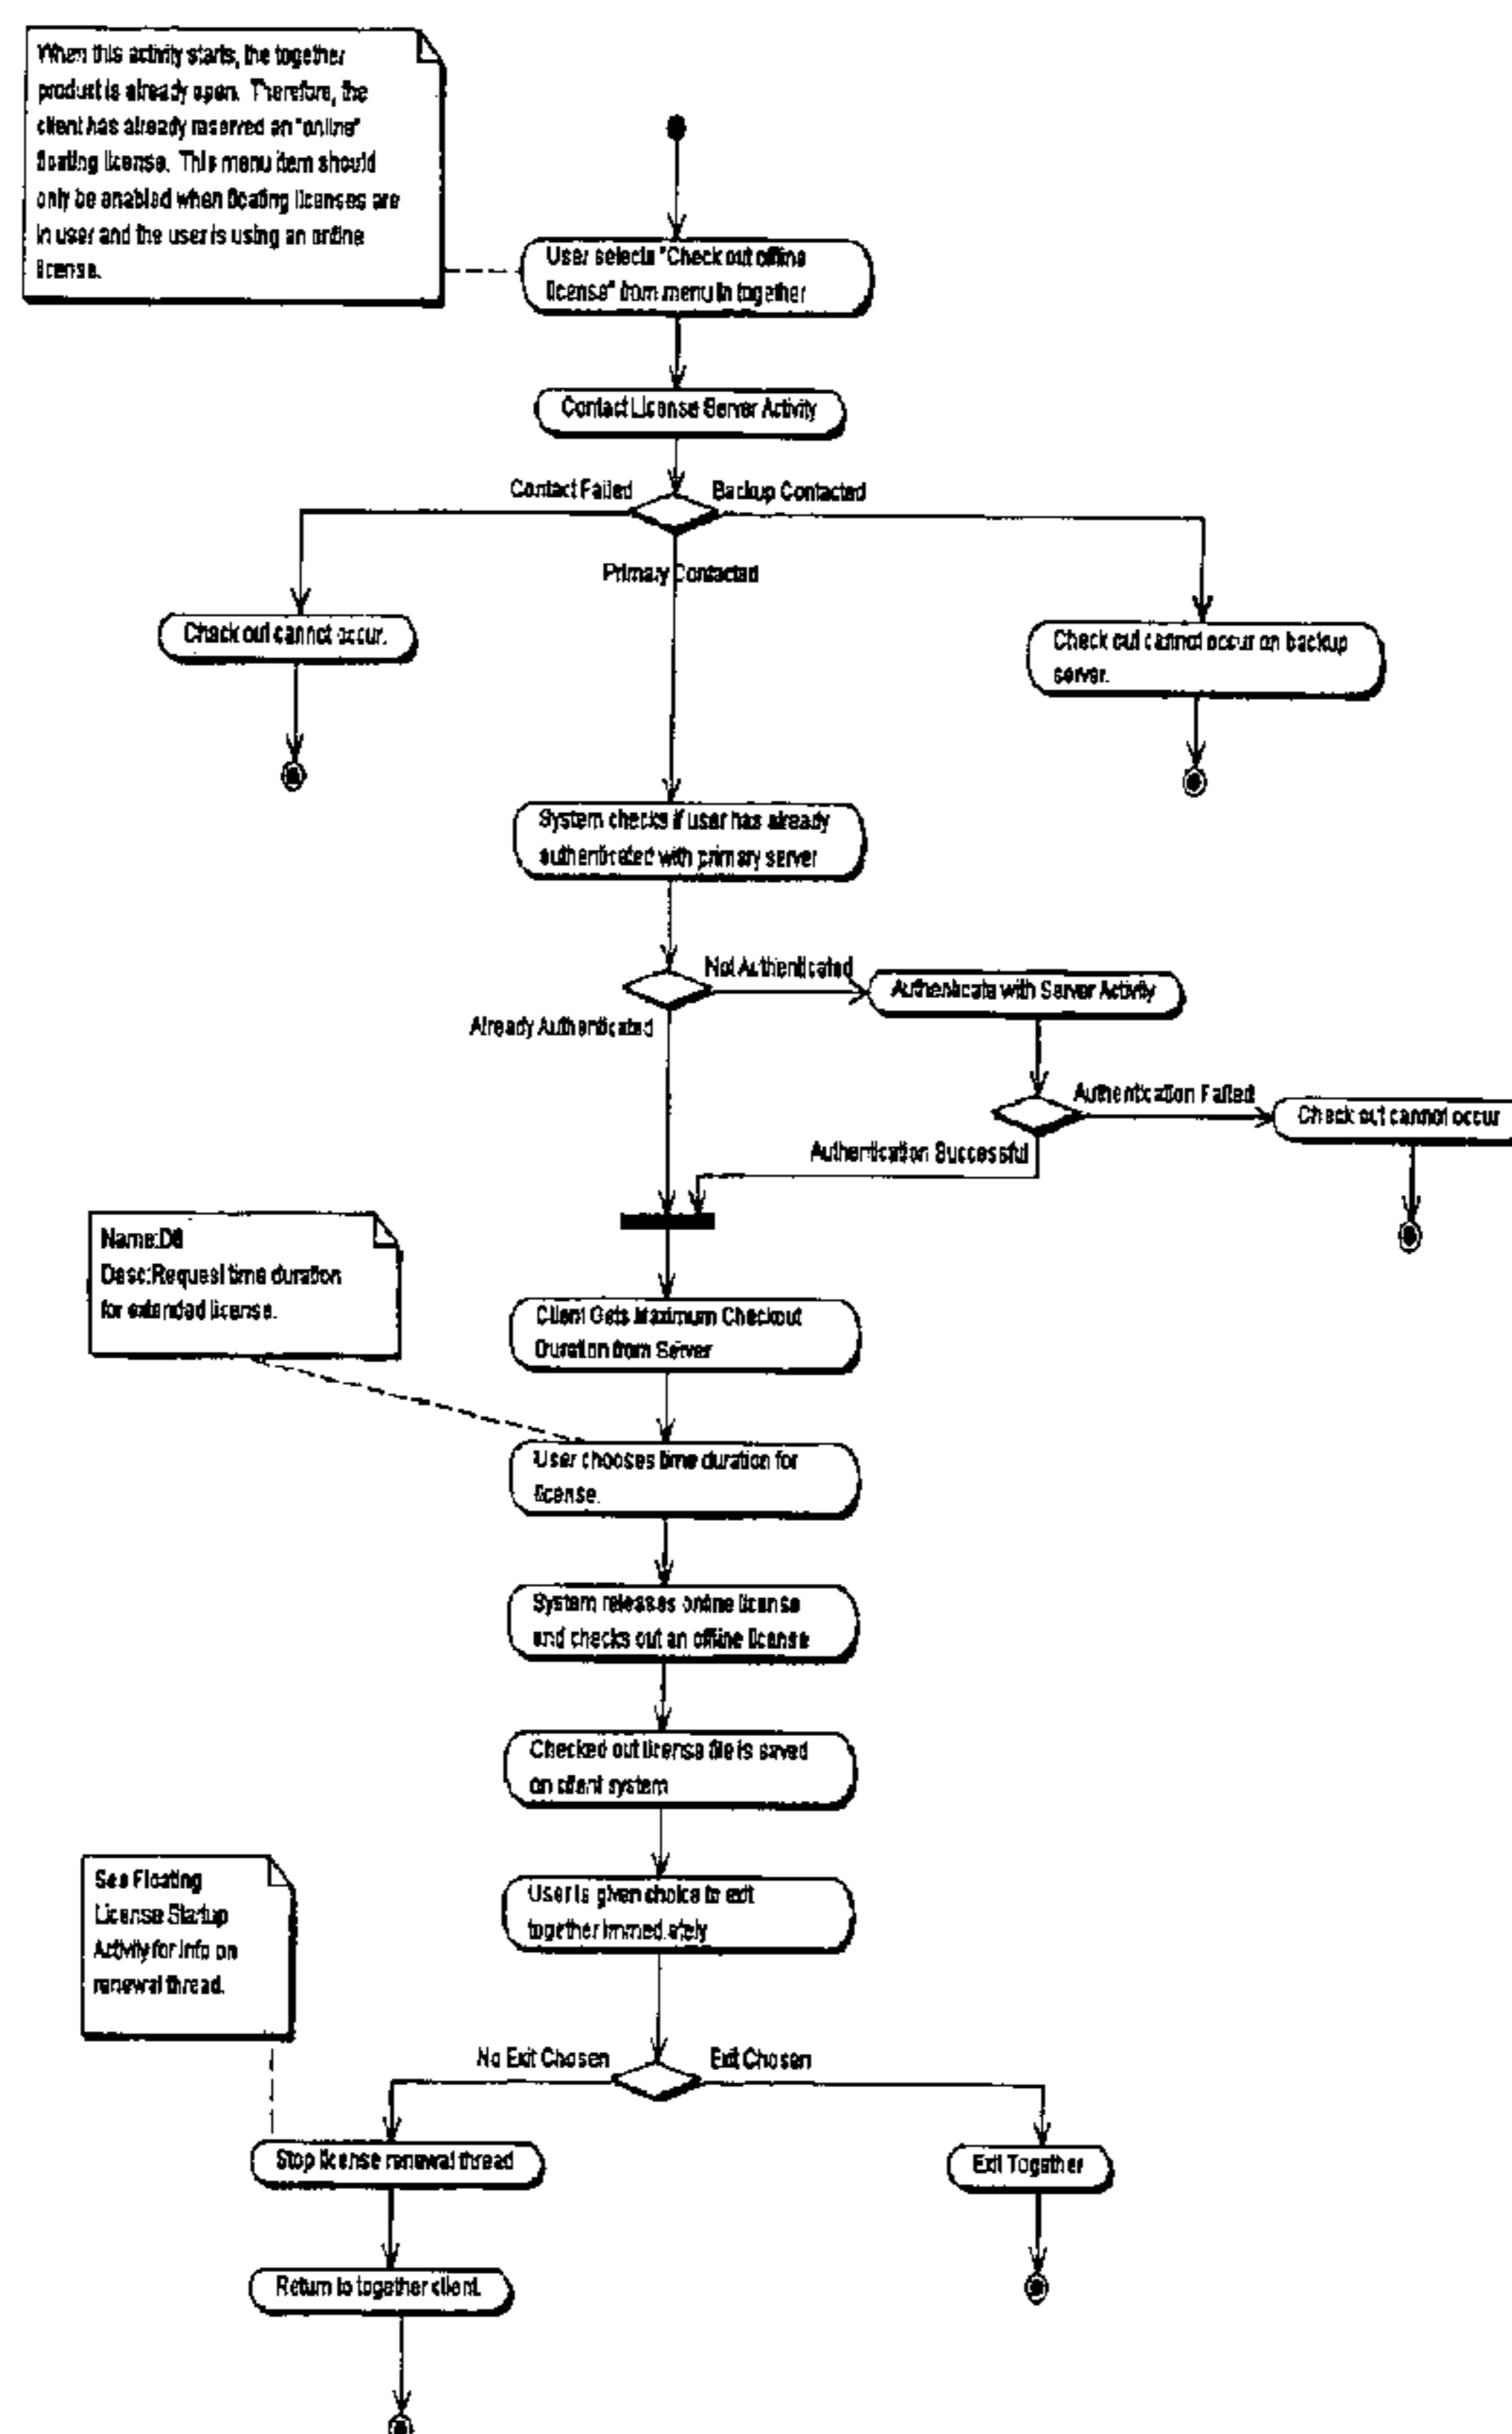 When this activity starts, the together
product is already open. Therefore, the
client has already reserved an "online"
floating license. This menu item should
only be enabled when floating licenses are
in user and the user is using an online
license.
User selects "Check out offline
license" from menu in together
Contact License Server Activity
Contact Failed
Backup Contacted
Primary Contacted
Check out cannot occur.
Check out cannot occur on backup
server.
System checks if user has already
authenticated with primary server
Not Authenticated
Authenticate with Server Activity
Already Authenticated
Authentication Failed
Check out cannot occur
Authentication Successful
Name:D8
Desc:Request time duration
for extended license.
Client Gets Maximum Checkout
Duration from Server
User chooses time duration for
license.
System releases online license
and checks out an offline license
Checked out license file is saved
on client system
See Floating
License Startup
Activity for info on
renewal thread.
User is given choice to exit
together immediately
No Exit Chosen
Exit Chosen
Stop license renewal thread
Exit Together
Return to together client.